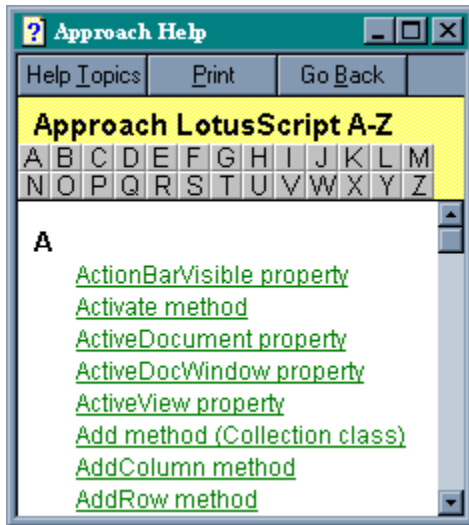 Approach Help
Help Topics Print Go Back
Approach LotusScript A-Z
A B C D E F G H I J K L M
N O P Q R S T U V W X Y Z
A
ActionBarVisible property
Activate method
ActiveDocument property
ActiveDocWindow property
ActiveView property
Add method (Collection class)
AddColumn method
AddRow method